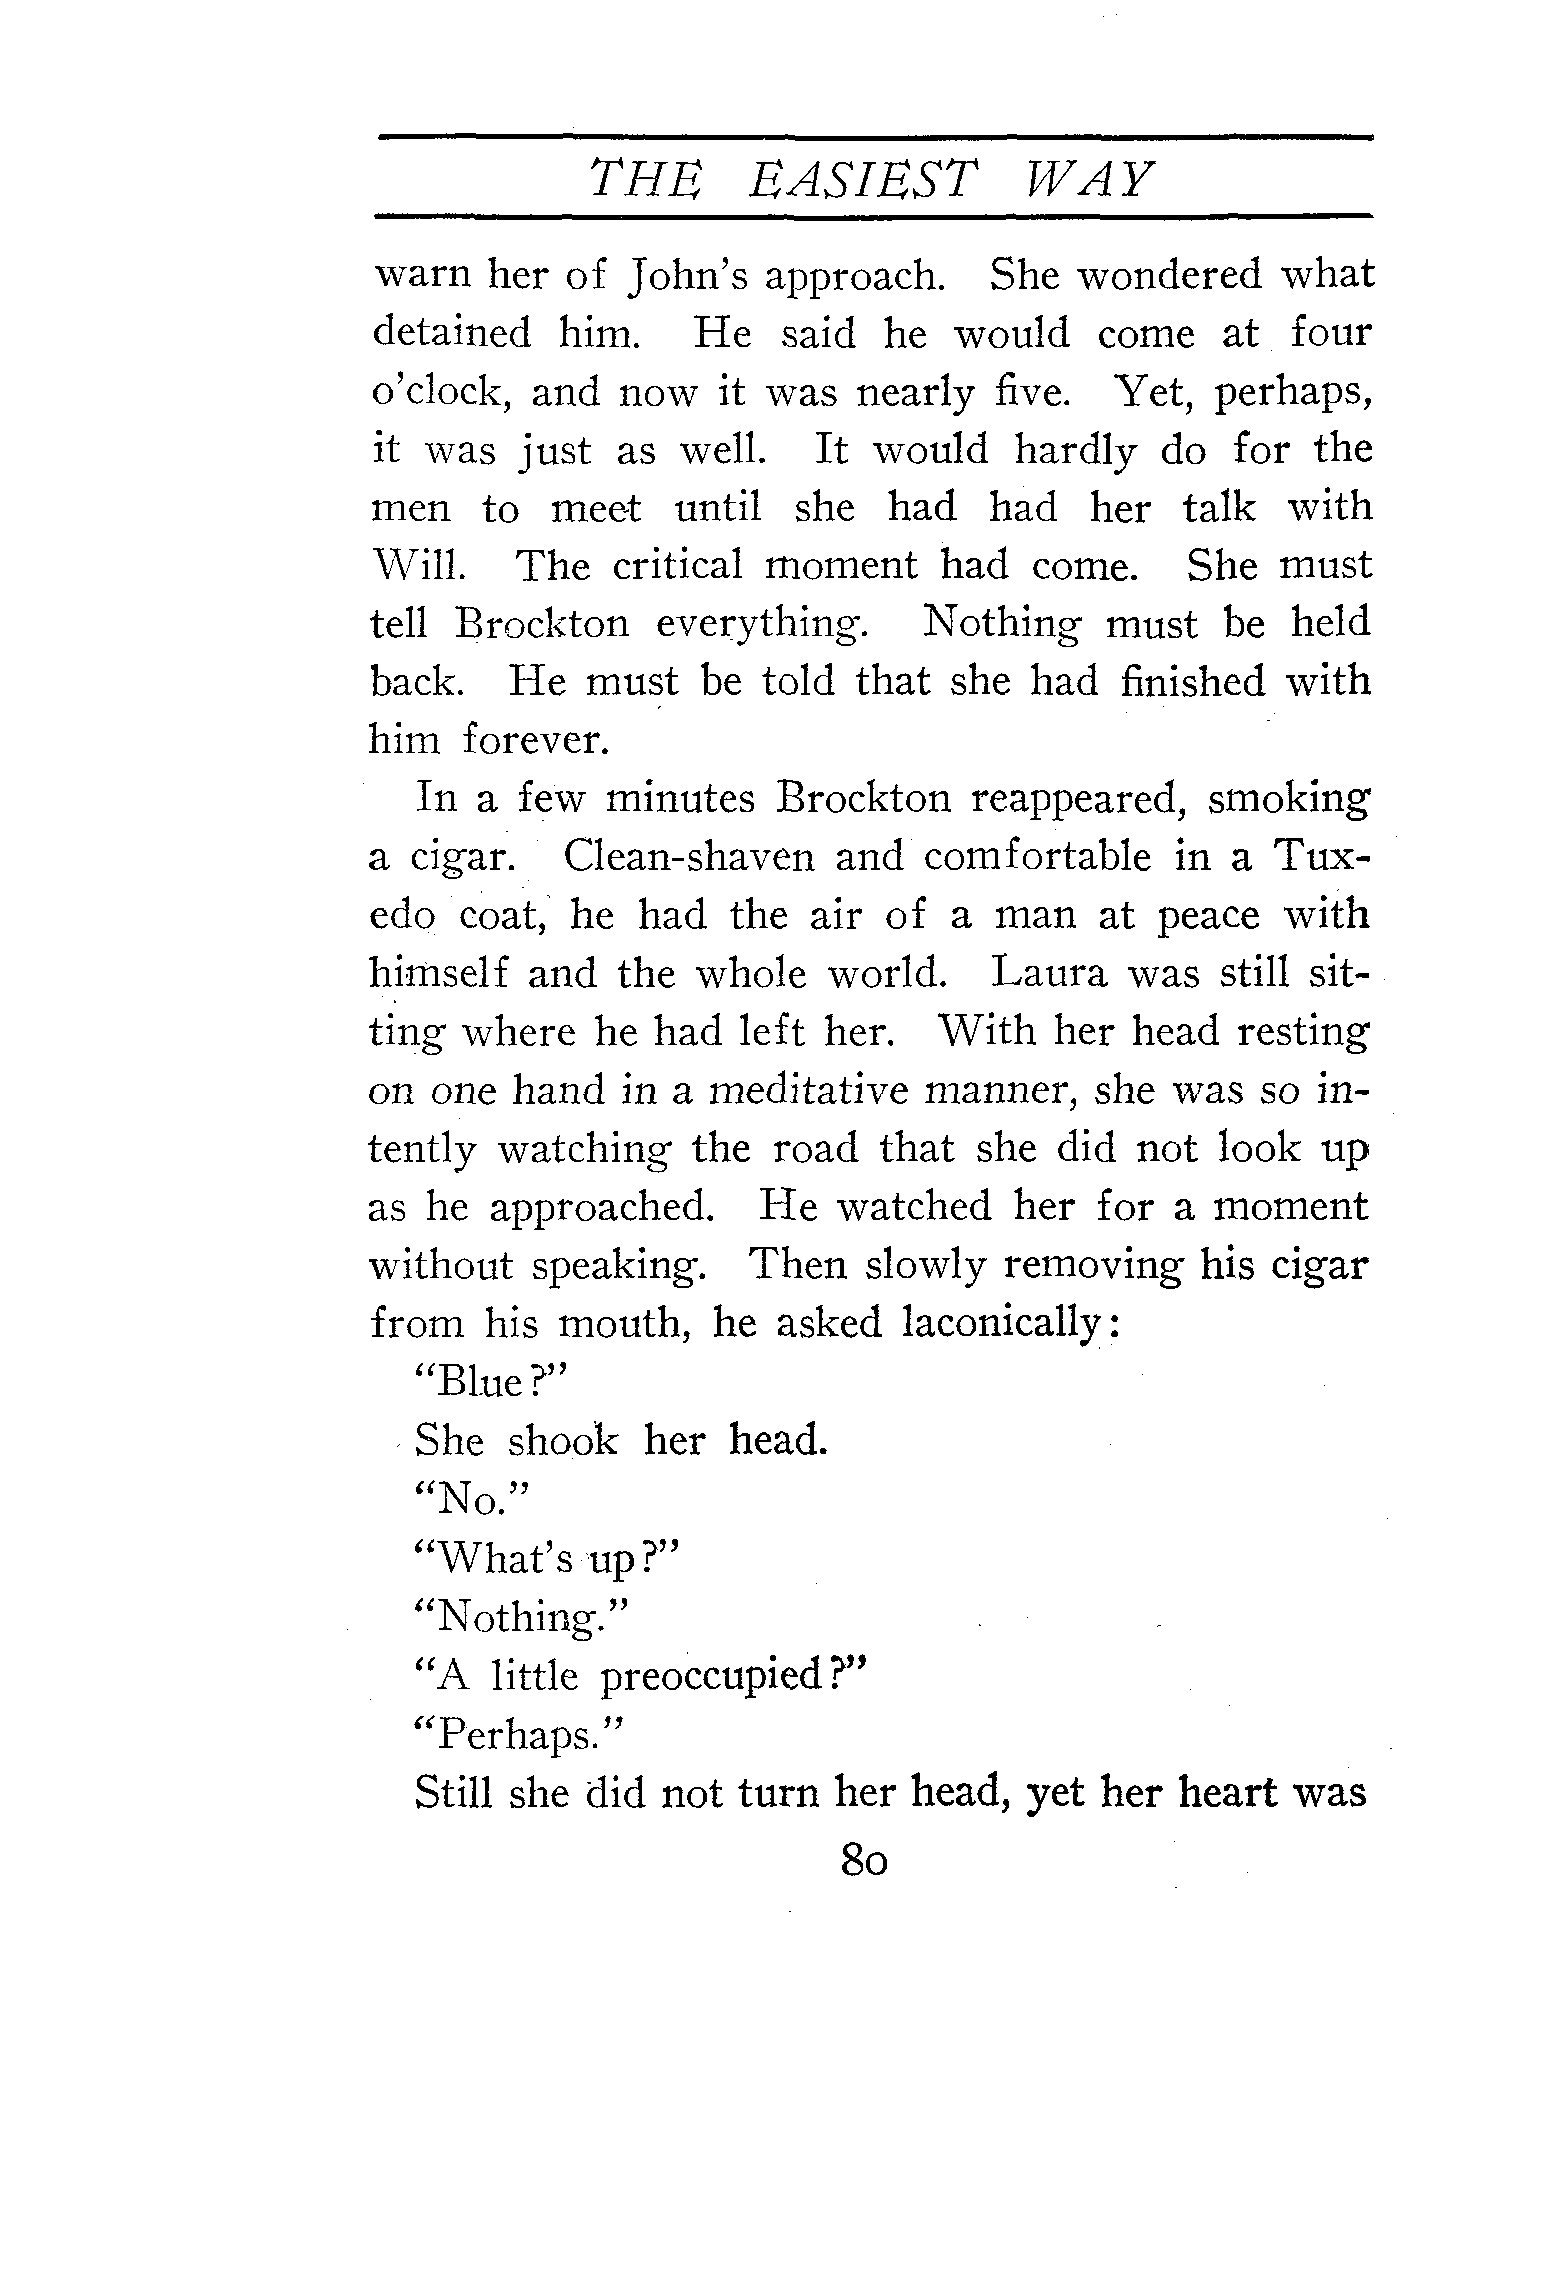 THE EASIEST WAY
warn her of John's approach. She wondered what
detained him. He said he would come at four
o'clock, and now it was nearly five. Yet, perhaps,
it was just as well. It would hardly do for the
men to meet until she had had her talk with
Will. The critical moment had come. She must
tell Brockton everything. Nothing must be held
back. He must be told that she had finished with
him forever.
In a few minutes Brockton reappeared, smoking
a cigar. Clean-shaven and comfortable in a Tux-
edo coat, he had the air of a man at peace with
himself and the whole world. Laura was still sit-
ting where he had left her. With her head resting
on one hand in a meditative manner, she was so in-
tently watching the road that she did not look up
as he approached. He watched her for a moment
without speaking. Then slowly removing his cigar
from his mouth, he asked laconically:
"Blue?"
She shook her head.
"No."
"What's up?"
"Nothing."
"A little preoccupied?"
"Perhaps."
Still she did not turn her head, yet her heart was
80